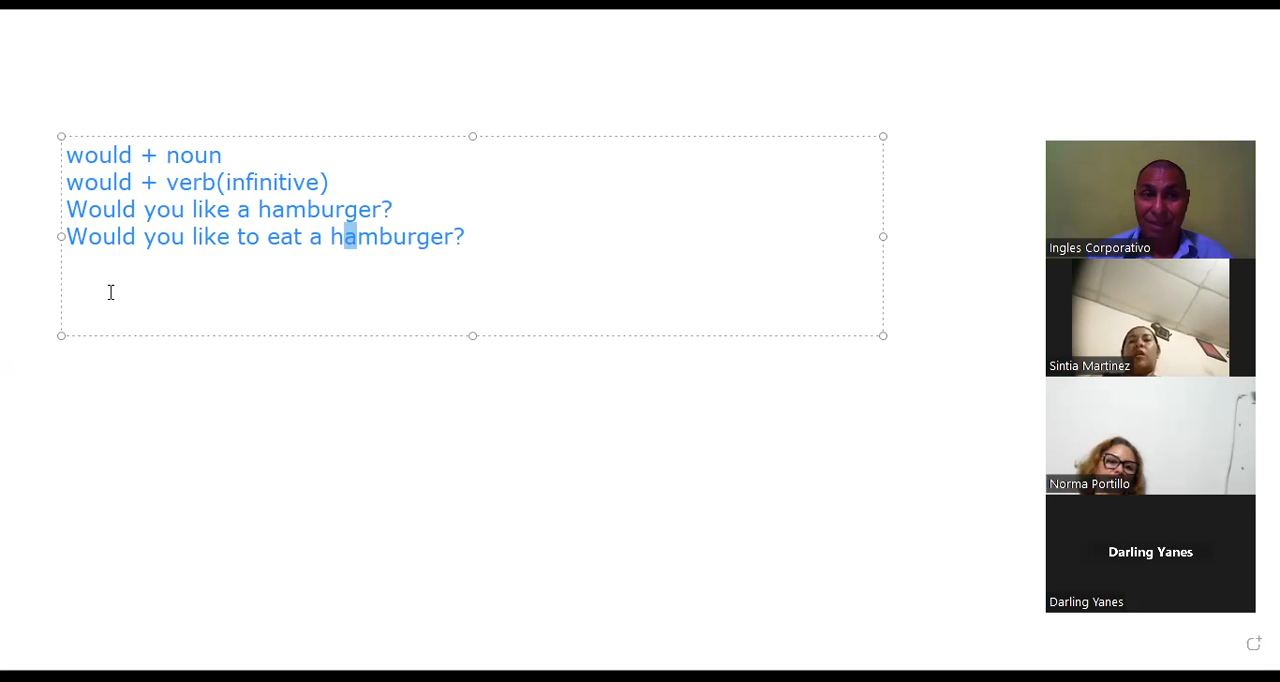 would + noun
would + verb(infinitive)
Would you like a hamburger?
Would you like to eat a hamburger?
Ingles Corporativo
Sintia Martinez
Norma Portillo
Darling Yanes
Darling Yanes